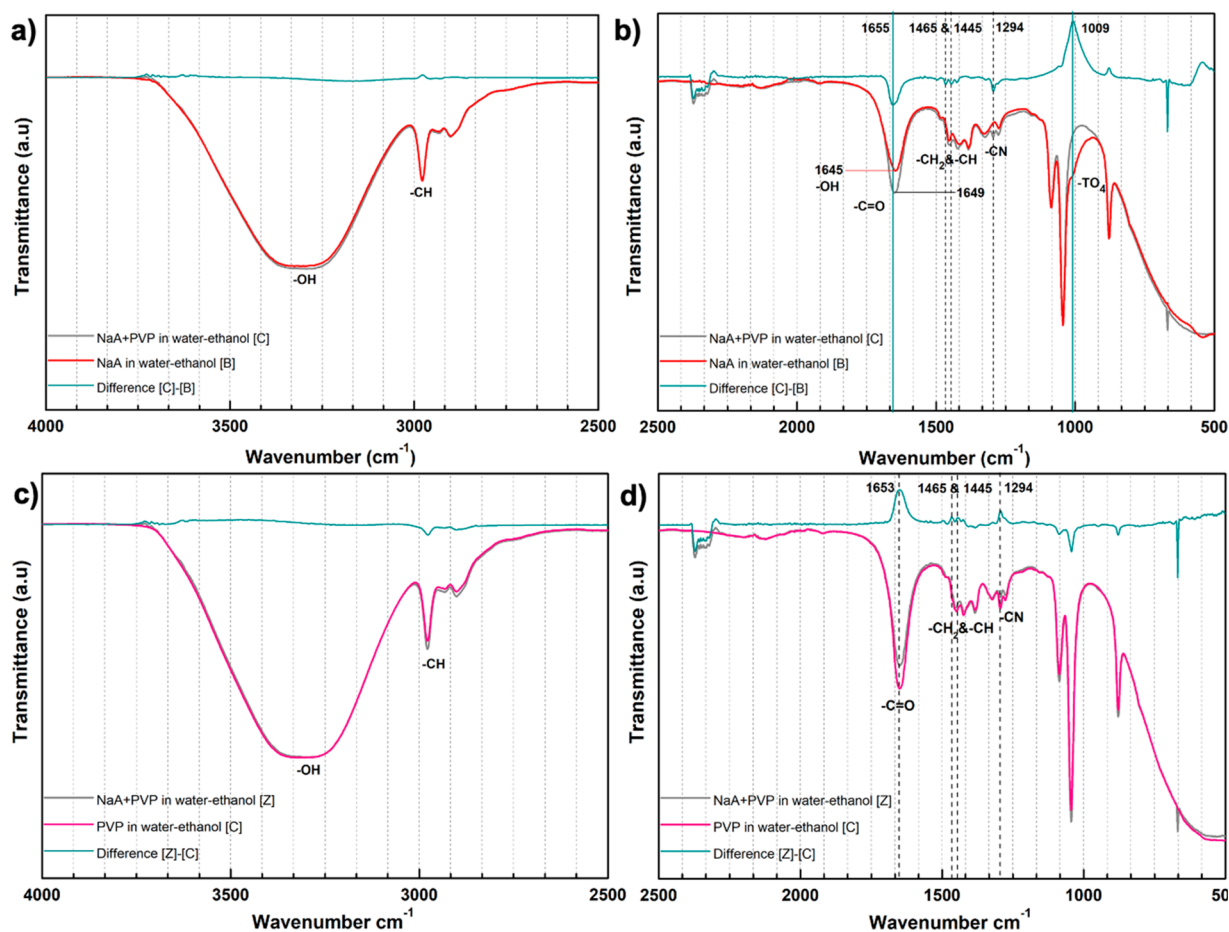 a)
Transmittance (a.u)
-CH
-OH
NaA+PVP in water-ethanol [C]
NaA in water-ethanol [B]
Difference [C]-[B]
4000 3500 3000 2500
Wavenumber (cm⁻¹)
b)
1655 1465 & 1445 1294 1009
Transmittance (a.u)
-CH₂&-CH
-CN
1645
-OH
-TO₄
1649
-C=O
NaA+PVP in water-ethanol [C]
NaA in water-ethanol [B]
Difference [C]-[B]
2500 2000 1500 1000 500
Wavenumber (cm⁻¹)
c)
Transmittance (a.u)
-CH
-OH
NaA+PVP in water-ethanol [Z]
PVP in water-ethanol [C]
Difference [Z]-[C]
4000 3500 3000 2500
Wavenumber cm⁻¹
d)
1653 1465 & 1445 1294
Transmittance (a.u)
-CH₂&-CH
-CN
-C=O
NaA+PVP in water-ethanol [Z]
PVP in water-ethanol [C]
Difference [Z]-[C]
2500 2000 1500 1000 50
Wavenumber cm⁻¹